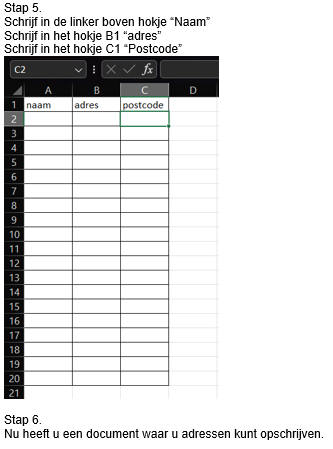 Stap 5.
Schrijf in de linker boven hokje “Naam”
Schrijf in het hokje B1 “adres”
Schrijf in het hokje C1 “Postcode”
C2 fx
A B C D
1 naam adres postcode
2
3
4
5
6
7
8
9
10
11
12
13
14
15
16
17
18
19
20
21
Stap 6.
Nu heeft u een document waar u adressen kunt opschrijven.